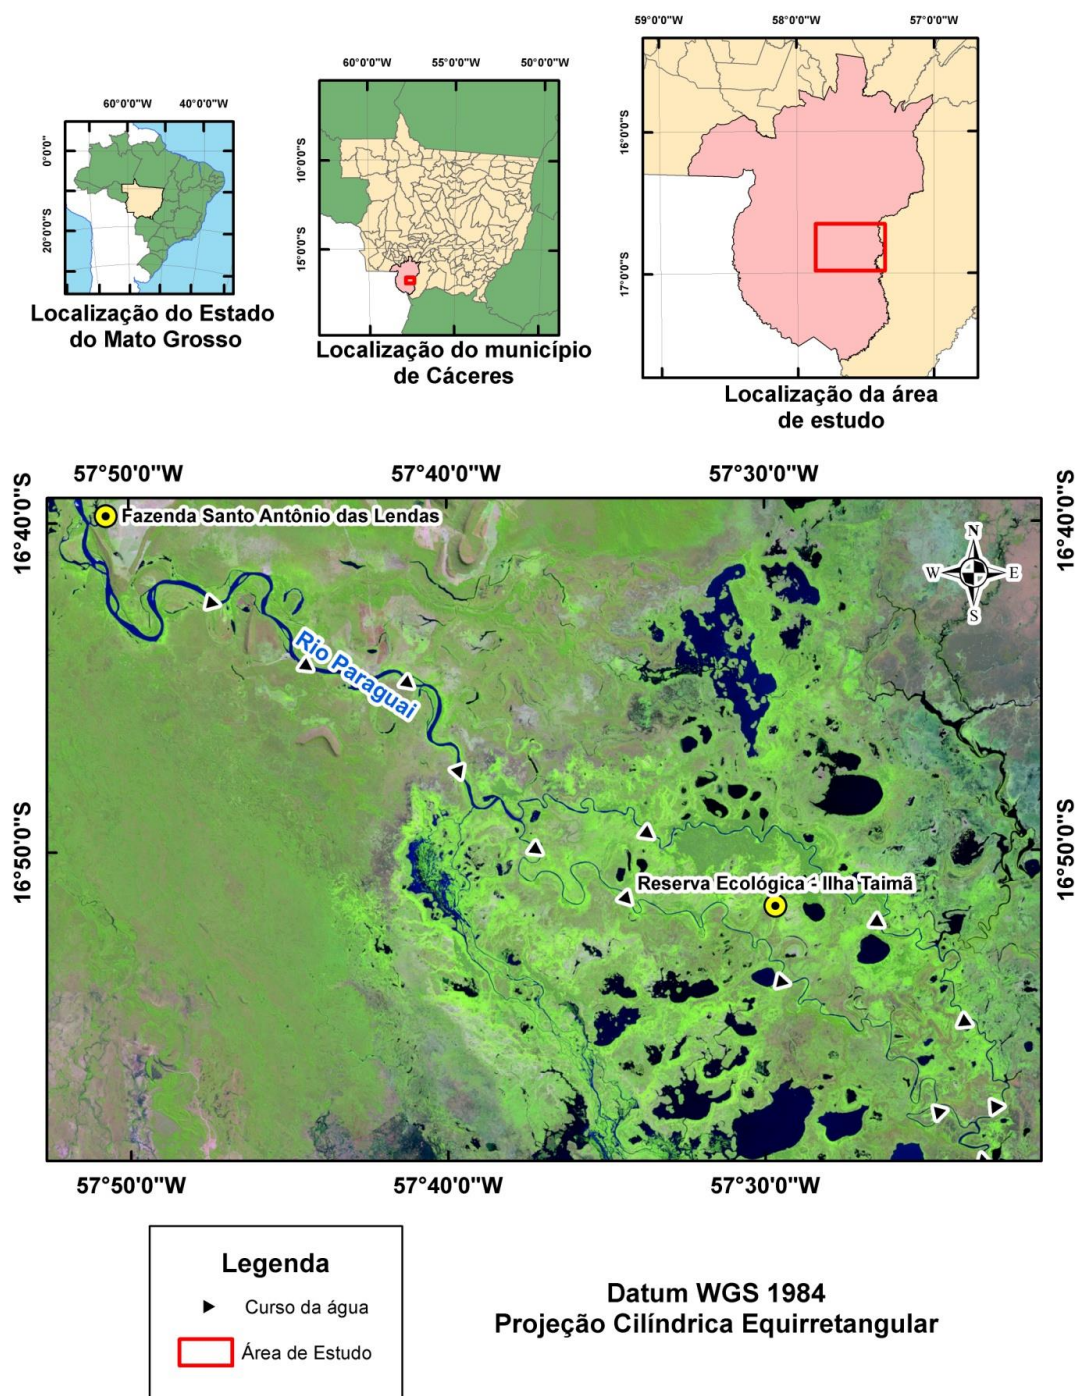 60°0'0"W 40°0'0"W
0°0'0"
20°0'0"S
Localização do Estado
do Mato Grosso
60°0'0"W 55°0'0"W 50°0'0"W
10°0'0"S
15°0'0"S
Localização do município
de Cáceres
59°0'0"W 58°0'0"W 57°0'0"W
16°0'0"S
17°0'0"S
Localização da área
de estudo
57°50'0"W 57°40'0"W 57°30'0"W
16°40'0"S
16°40'0"S
Fazenda Santo Antônio das Lendas
N
W E
S
Rio Paraguai
16°50'0"S
16°50'0"S
Reserva Ecológica - Ilha Taimã
57°50'0"W 57°40'0"W 57°30'0"W
Legenda
Curso da água
Área de Estudo
Datum WGS 1984
Projeção Cilíndrica Equirretangular